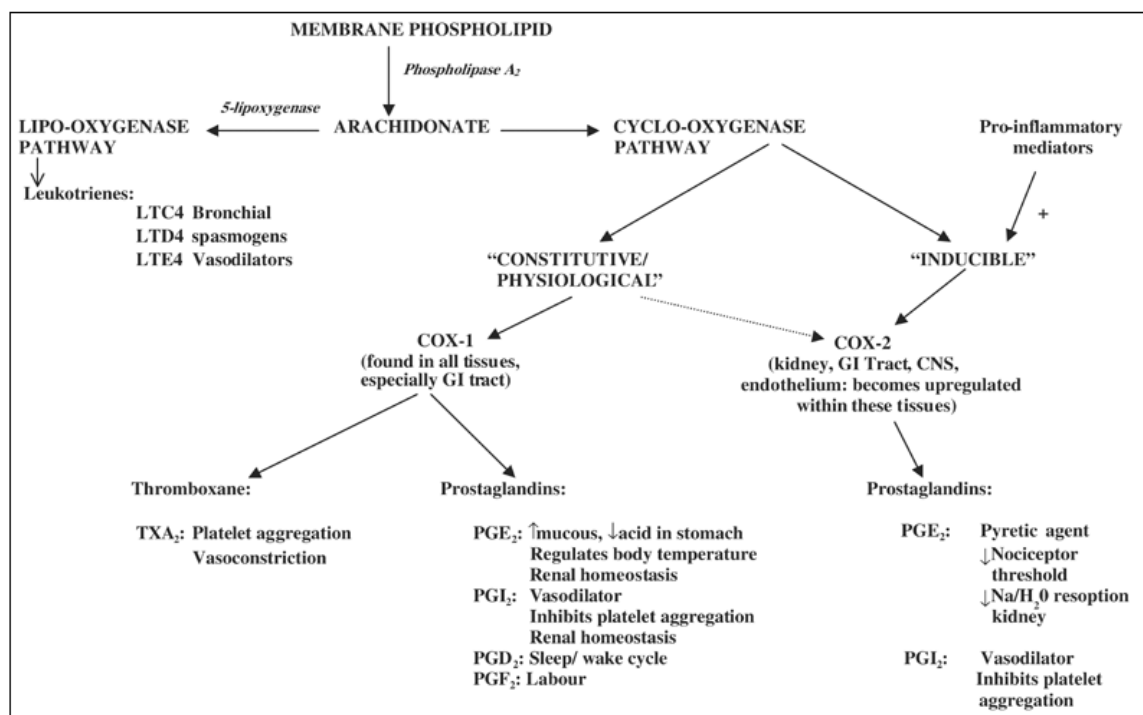 MEMBRANE PHOSPHOLIPID
Phospholipase A₂
5-lipoxygenase
LIPO-OXYGENASE
PATHWAY
ARACHIDONATE
CYCLO-OXYGENASE
PATHWAY
Pro-inflammatory
mediators
Leukotrienes:
LTC4 Bronchial
LTD4 spasmogens
LTE4 Vasodilators
+
"CONSTITUTIVE/
PHYSIOLOGICAL"
"INDUCIBLE"
COX-1
(found in all tissues,
especially GI tract)
COX-2
(kidney, GI Tract, CNS,
endothelium: becomes upregulated
within these tissues)
Thromboxane:
TXA₂: Platelet aggregation
Vasoconstriction
Prostaglandins:
PGE₂: ↑mucous, ↓acid in stomach
Regulates body temperature
Renal homeostasis
PGI₂: Vasodilator
Inhibits platelet aggregation
Renal homeostasis
PGD₂: Sleep/ wake cycle
PGF₂: Labour
Prostaglandins:
PGE₂: Pyretic agent
↓Nociceptor
threshold
↓Na/H₂0 resoption
kidney
PGI₂: Vasodilator
Inhibits platelet
aggregation